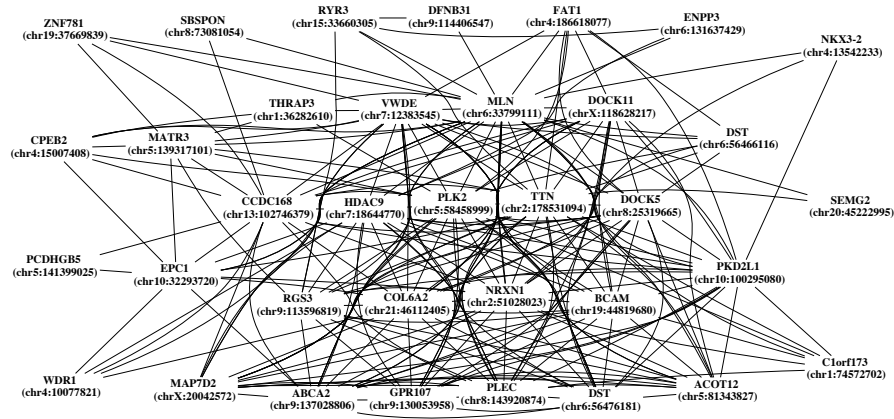 RYR3
(chr15:33660305)
DFNB31
(chr9:114406547)
FAT1
(chr4:186618077)
ZNF781
(chr19:37669839)
SBSPON
(chr8:73081054)
ENPP3
(chr6:131637429)
NKX3-2
(chr4:13542233)
THRAP3
(chr1:36282610)
VWDE
(chr7:12383545)
MLN
(chr6:33799111)
DOCK11
(chrX:118628217)
CPEB2
(chr4:15007408)
MATR3
(chr5:139317101)
DST
(chr6:56466116)
CCDC168
(chr13:102746379)
HDAC9
(chr7:18644770)
PLK2
(chr5:58458999)
TTN
(chr2:178531094)
DOCK5
(chr8:25319665)
SEMG2
(chr20:45222995)
PCDHGB5
(chr5:141399025)
EPC1
(chr10:32293720)
PKD2L1
(chr10:100295080)
RGS3
(chr9:113596819)
COL6A2
(chr21:46112405)
NRXN1
(chr2:51028023)
BCAM
(chr19:44819680)
WDR1
(chr4:10077821)
MAP7D2
(chrX:20042572)
ABCA2
(chr9:137028806)
GPR107
(chr9:130053958)
PLEC
(chr8:143920874)
DST
(chr6:56476181)
ACOT12
(chr5:81343827)
C1orf173
(chr1:74572702)